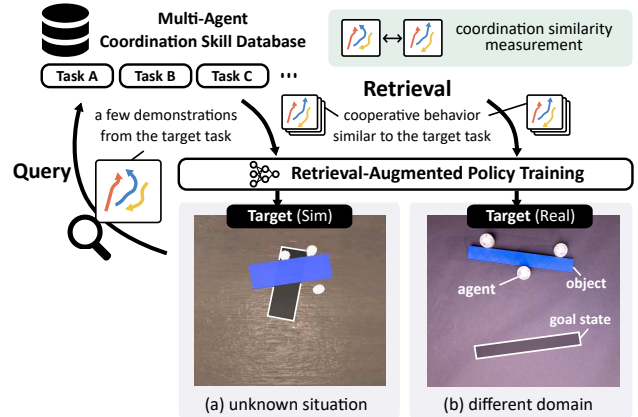 Multi-Agent
Coordination Skill Database
Task A
Task B
Task C
...
coordination similarity
measurement
Retrieval
a few demonstrations
from the target task
cooperative behavior
similar to the target task
Query
Retrieval-Augmented Policy Training
Target (Sim)
Target (Real)
agent
object
goal state
(a) unknown situation
(b) different domain